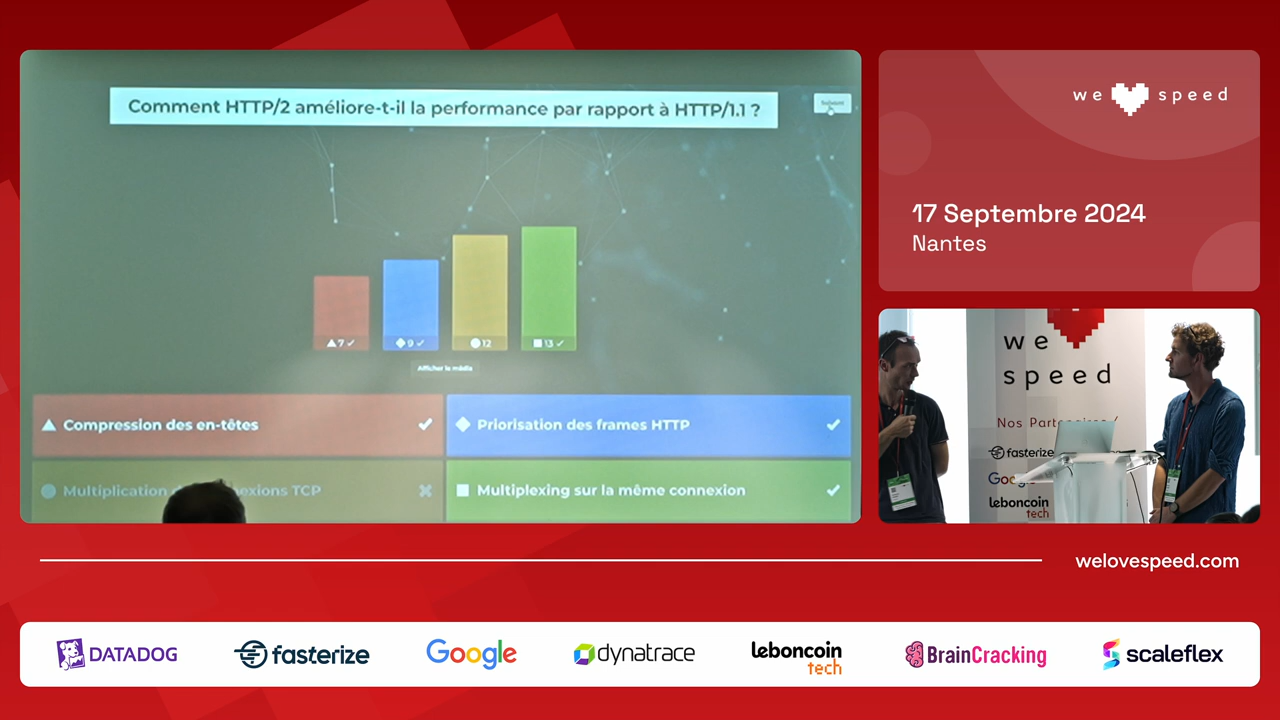 Comment HTTP/2 améliore-t-il la performance par rapport à HTTP/1.1 ?
Suivant
7
9
12
13
Afficher le média
Compression des en-têtes
Priorisation des frames HTTP
TCP
Multiplexing sur la même connexion
we speed
17 Septembre 2024
Nantes
we
speed
Nos
fasterize
leboncoin
tech
welovespeed.com
DATADOG
fasterize
Google
dynatrace
leboncoin
tech
BrainCracking
scaleflex